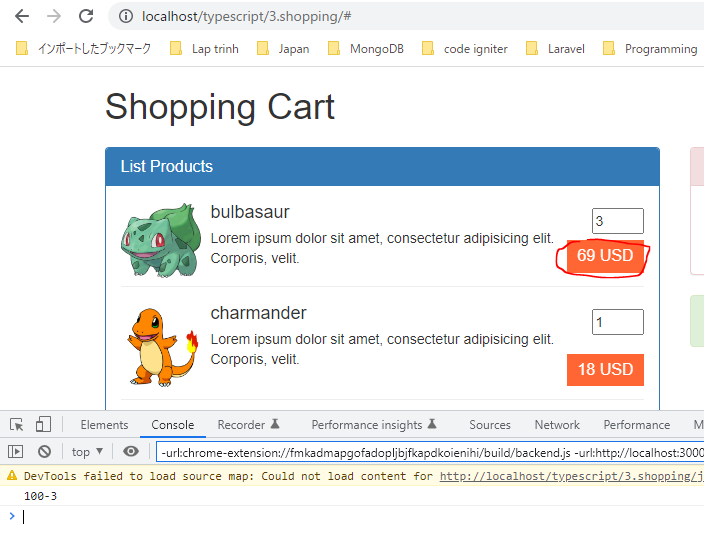 localhost/typescript/3.shopping/#
インポートしたブックマーク Lap trinh Japan MongoDB code igniter Laravel Programming
Shopping Cart
List Products
bulbasaur
3
Lorem ipsum dolor sit amet, consectetur adipisicing elit.
Corporis, velit.
69 USD
charmander
1
Lorem ipsum dolor sit amet, consectetur adipisicing elit.
Corporis, velit.
18 USD
Elements Console Recorder Performance insights Sources Network Performance M
top -url:chrome-extension://fmkadmapgofadopljbjfkapdkoienihi/build/backend.js -url:http://localhost:3000
DevTools failed to load source map: Could not load content for http://localhost/typescript/3.shopping/j
100-3